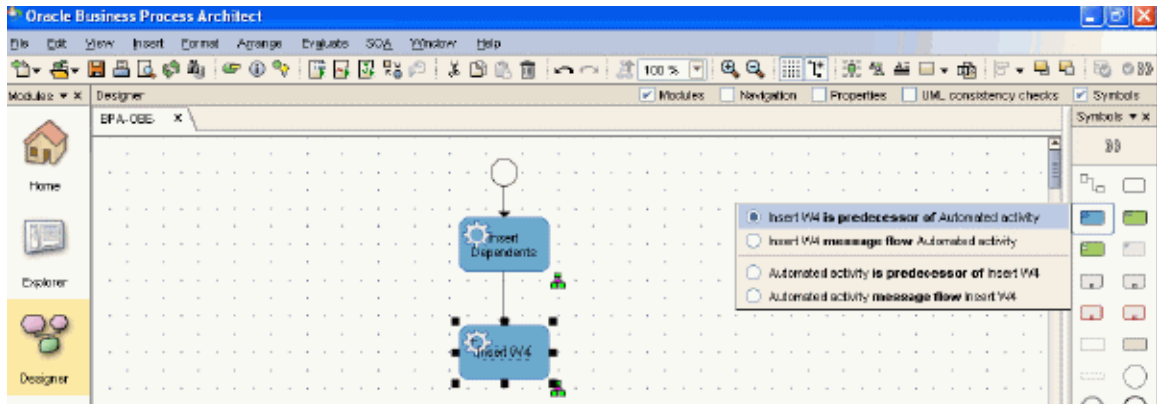 Oracle Business Process Architect
File Edit View Insert Format Arrange Evaluate SOA Window Help
100 %
Modules Designer Modules Navigation Properties UML consistency checks Symbols
BPA-OBE- Symbols
Home
Insert W4 is predecessor of Automated activity
Insert W4 message flow Automated activity
Insert
Dependents
Explorer
Automated activity is predecessor of Insert W4
Automated activity message flow Insert W4
Insert W4
Designer